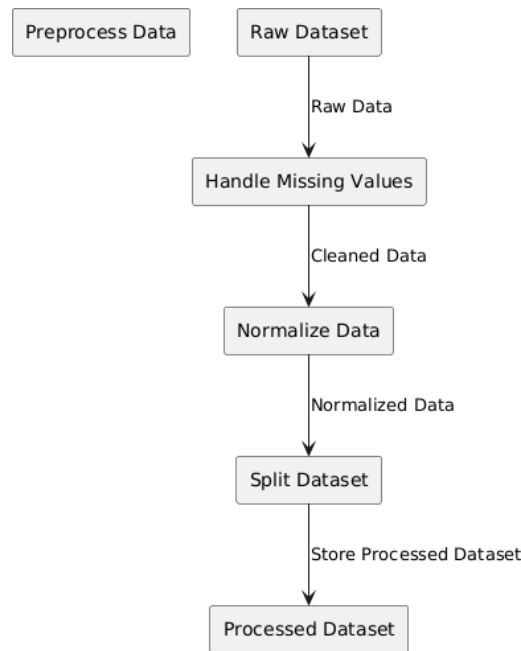 Preprocess Data
Raw Dataset
Raw Data
Handle Missing Values
Cleaned Data
Normalize Data
Normalized Data
Split Dataset
Store Processed Dataset
Processed Dataset